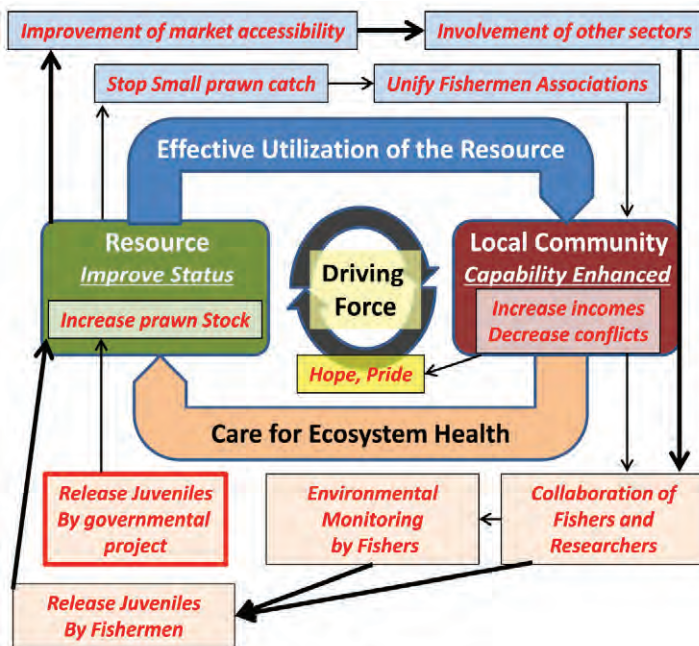 Improvement of market accessibility
Involvement of other sectors
Stop Small prawn catch
Unify Fishermen Associations
Effective Utilization of the Resource
Resource
Improve Status
Increase prawn Stock
Driving
Force
Local Community
Capability Enhanced
Increase incomes
Decrease conflicts
Hope, Pride
Care for Ecosystem Health
Release Juveniles
By governmental
project
Environmental
Monitoring
by Fishers
Collaboration of
Fishers and
Researchers
Release Juveniles
By Fishermen